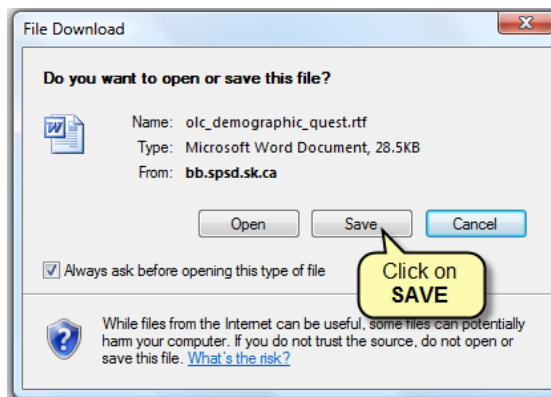 File Download
Do you want to open or save this file?
Name: olc_demographic_quest.rtf
Type: Microsoft Word Document, 28.5KB
From: bb.spsd.sk.ca
Open Save Cancel
Always ask before opening this type of file
Click on
SAVE
While files from the Internet can be useful, some files can potentially
harm your computer. If you do not trust the source, do not open or
save this file. What's the risk?